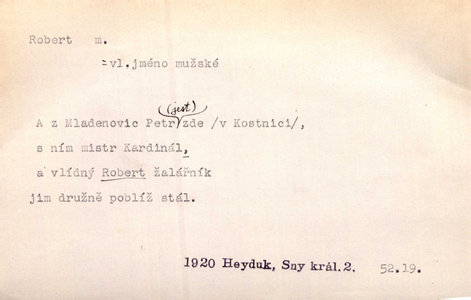 Robert m.
=vl.jméno mužské
A z Mladenovic Petr (jest) zde /v Kostnici/,
s ním mistr Kardinál,
a vlídný Robert žalářník
jim družně poblíž stál.
1920 Heyduk, Sny král.2. 52.19.